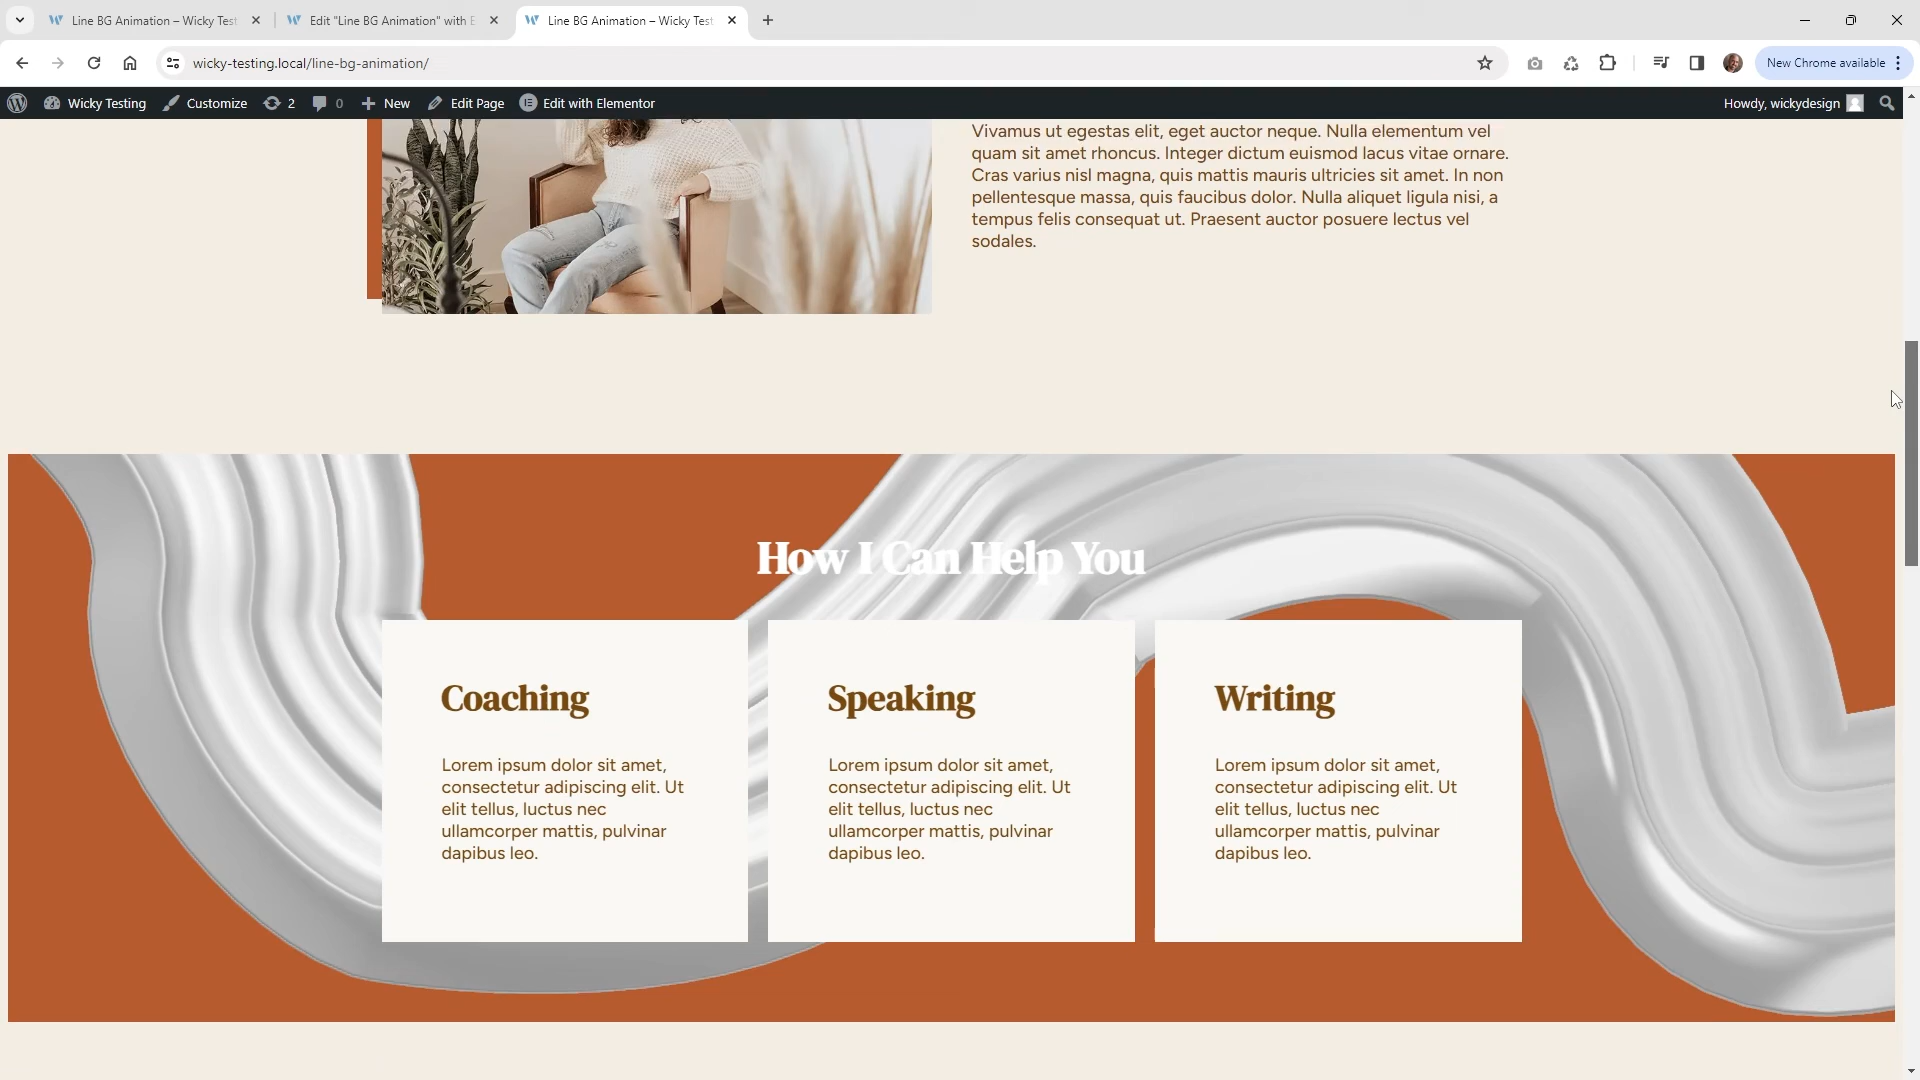 Line BG Animation – Wicky Test
Edit "Line BG Animation" with E
Line BG Animation – Wicky Test
wicky-testing.local/line-bg-animation/
New Chrome available
Wicky Testing
Customize
2
0
New
Edit Page
Edit with Elementor
Howdy, wickydesign
Vivamus ut egestas elit, eget auctor neque. Nulla elementum vel
quam sit amet rhoncus. Integer dictum euismod lacus vitae ornare.
Cras varius nisl magna, quis mattis mauris ultricies sit amet. In non
pellentesque massa, quis faucibus dolor. Nulla aliquet ligula nisi, a
tempus felis consequat ut. Praesent auctor posuere lectus vel
sodales.
How I Can Help You
Coaching
Lorem ipsum dolor sit amet,
consectetur adipiscing elit. Ut
elit tellus, luctus nec
ullamcorper mattis, pulvinar
dapibus leo.
Speaking
Lorem ipsum dolor sit amet,
consectetur adipiscing elit. Ut
elit tellus, luctus nec
ullamcorper mattis, pulvinar
dapibus leo.
Writing
Lorem ipsum dolor sit amet,
consectetur adipiscing elit. Ut
elit tellus, luctus nec
ullamcorper mattis, pulvinar
dapibus leo.